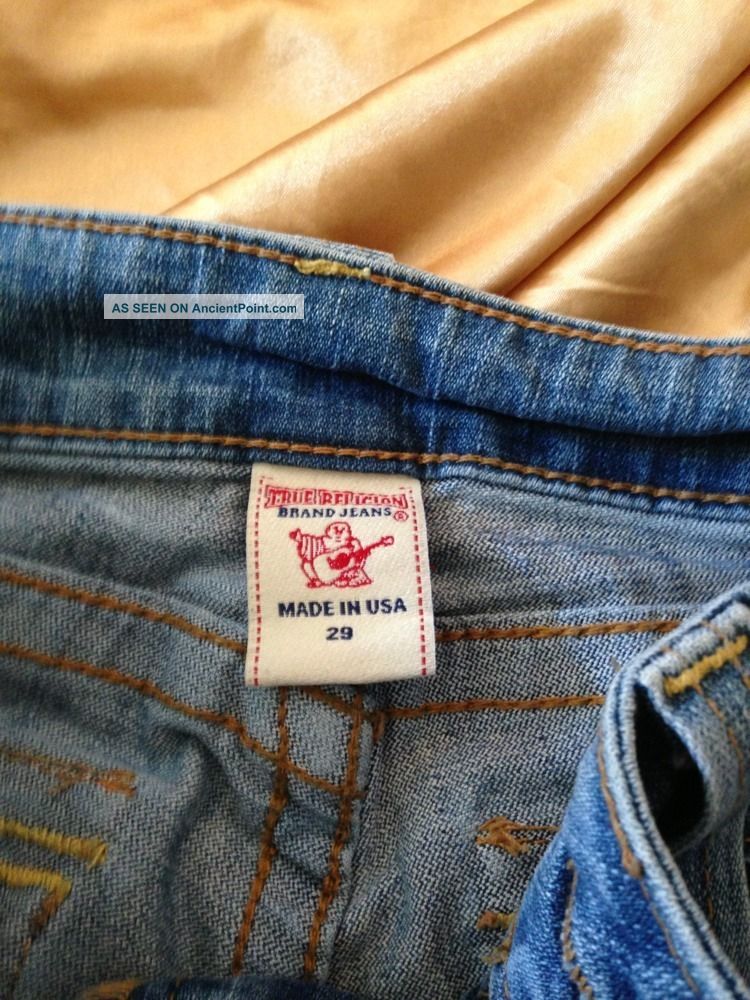 AS SEEN ON AncientPoint.com
TRUE RELIGION
BRAND JEANS ®
MADE IN USA
29